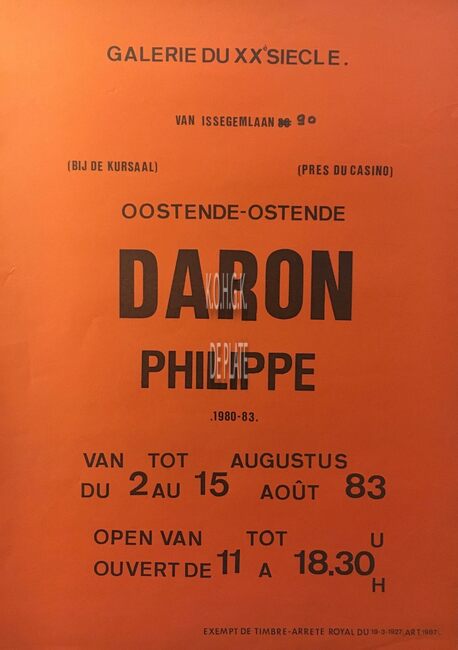 GALERIE DU XXᵉ SIECLE.
VAN ISSEGEMLAAN 90
(BIJ DE KURSAAL) (PRES DU CASINO)
OOSTENDE-OSTENDE
DARON
K.O.H.G.K.
DE PLATE
PHILIPPE
.1980-83.
VAN TOT AUGUSTUS
DU 2 AU 15 AOÛT 83
OPEN VAN TOT U
OUVERT DE 11 A 18.30 H
EXEMPT DE TIMBRE-ARRETE ROYAL DU 19-3-1927, ART.198